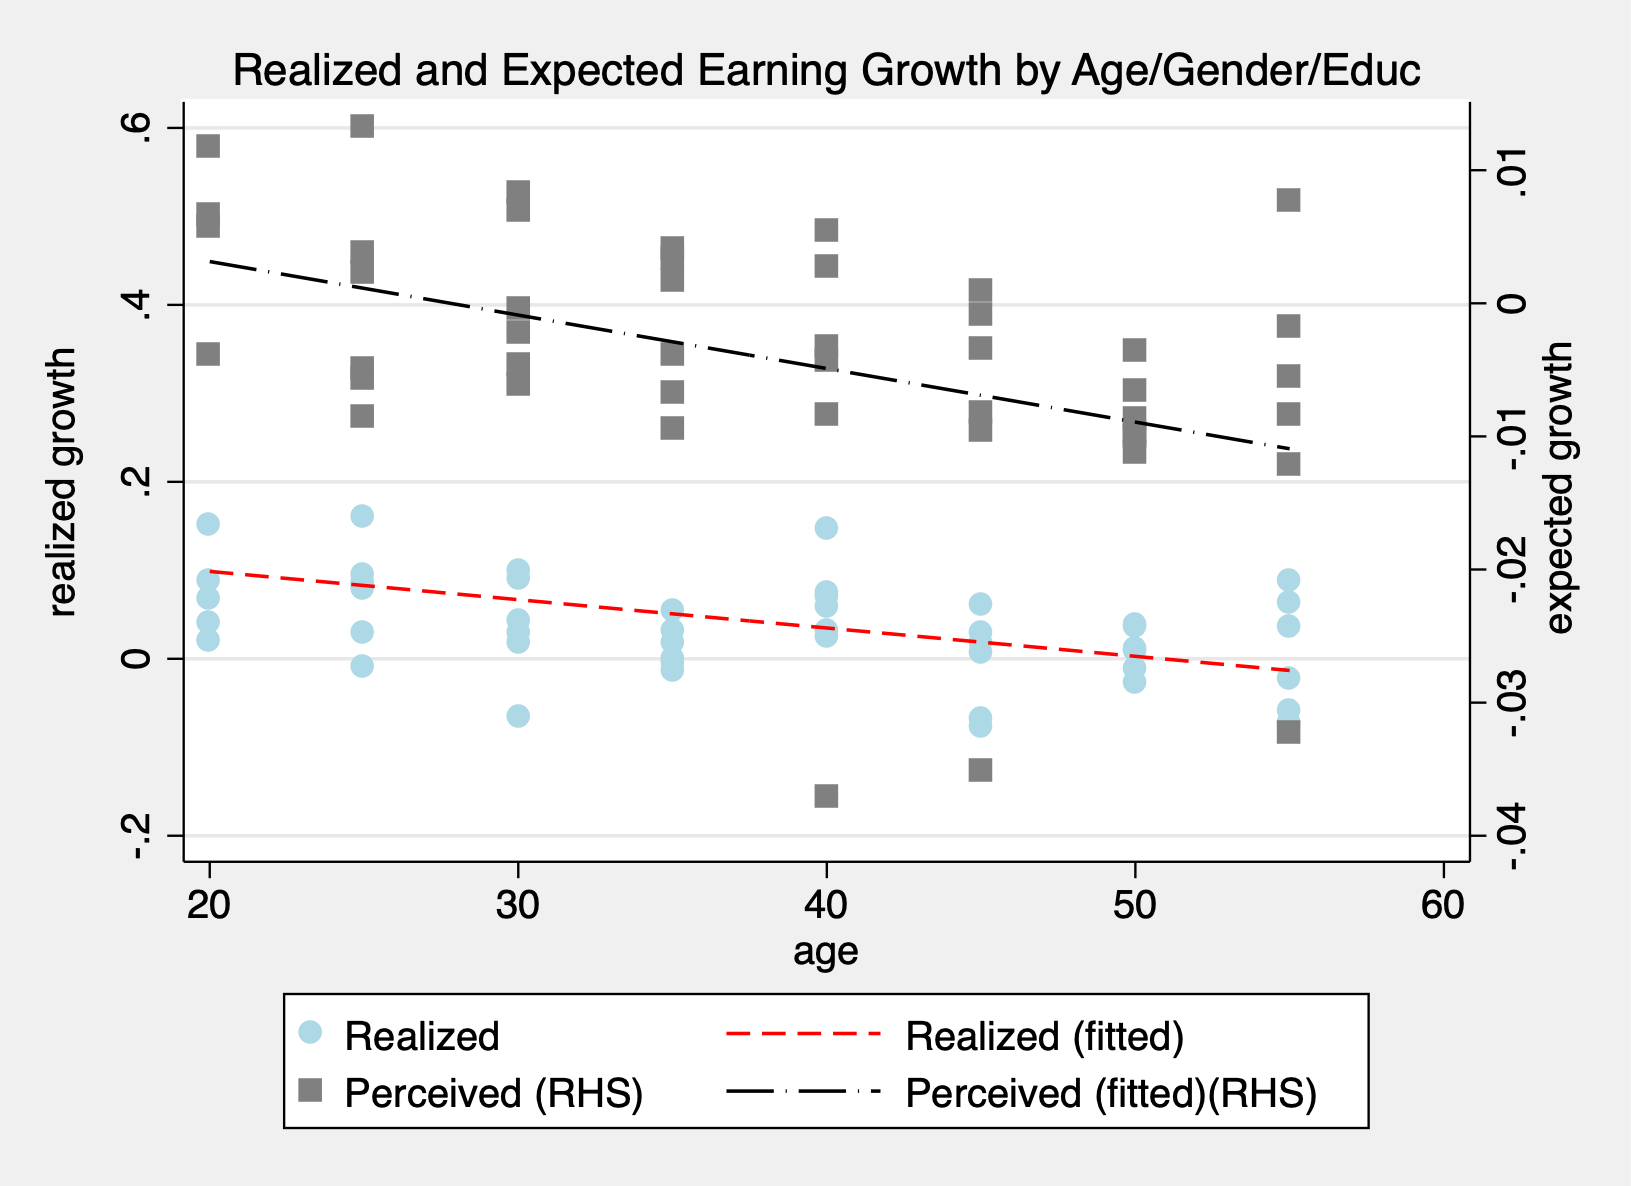 Realized and Expected Earning Growth by Age/Gender/Educ
realized growth
.6
.4
.2
0
-.2
.01
0
-.01
-.02
-.03
-.04
expected growth
20 30 40 50 60
age
Realized Realized (fitted)
Perceived (RHS) Perceived (fitted)(RHS)